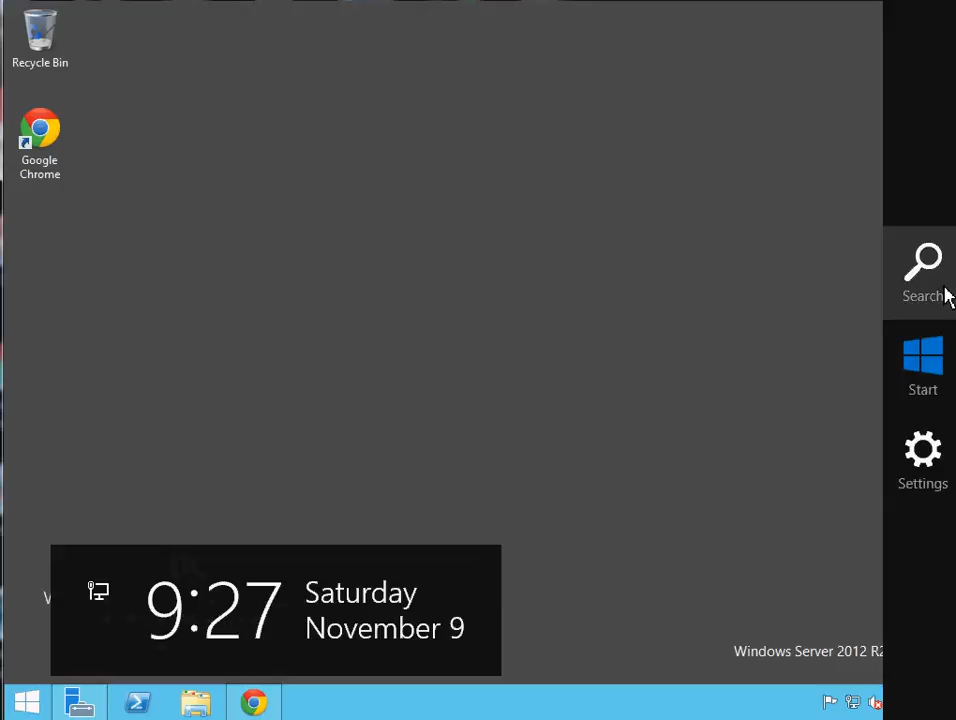 Recycle Bin
Google
Chrome
Search
Start
Settings
9:27
Saturday
November 9
Windows Server 2012 R2